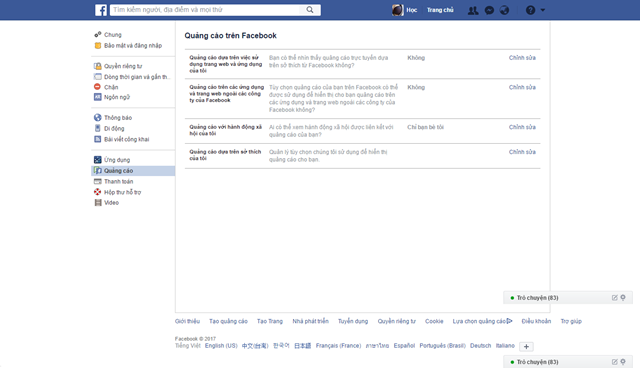 Tìm kiếm người, địa điểm và mọi thứ
Học
Trang chủ
Chung
Bảo mật và đăng nhập
Quyền riêng tư
Dòng thời gian và gắn th...
Chặn
Ngôn ngữ
Thông báo
Di động
Bài viết công khai
Ứng dụng
Quảng cáo
Thanh toán
Hộp thư hỗ trợ
Video
Quảng cáo trên Facebook
Quảng cáo dựa trên việc sử
dụng trang web và ứng dụng
của tôi
Bạn có thể nhìn thấy quảng cáo trực tuyến dựa
trên sở thích từ Facebook không?
Không
Chỉnh sửa
Quảng cáo trên các ứng dụng
và trang web ngoài các công
ty của Facebook
Tùy chọn quảng cáo của bạn trên Facebook có thể
được sử dụng để hiển thị cho bạn quảng cáo trên
các ứng dụng và trang web ngoài các công ty của
Facebook không?
Không
Chỉnh sửa
Quảng cáo với hành động xã
hội của tôi
Ai có thể xem hành động xã hội được liên kết với
quảng cáo của bạn?
Chỉ bạn bè tôi
Chỉnh sửa
Quảng cáo dựa trên sở thích
của tôi
Quản lý tùy chọn chúng tôi sử dụng để hiển thị
quảng cáo cho bạn.
Chỉnh sửa
Trò chuyện (83)
Giới thiệu Tạo quảng cáo Tạo Trang Nhà phát triển Tuyển dụng Quyền riêng tư Cookie Lựa chọn quảng cáo Điều khoản Trợ giúp
Facebook © 2017
Tiếng Việt English (US) 中文(台灣) 한국어 日本語 Français (France) ภาษาไทย Español Português (Brasil) Deutsch Italiano
Trò chuyện (83)